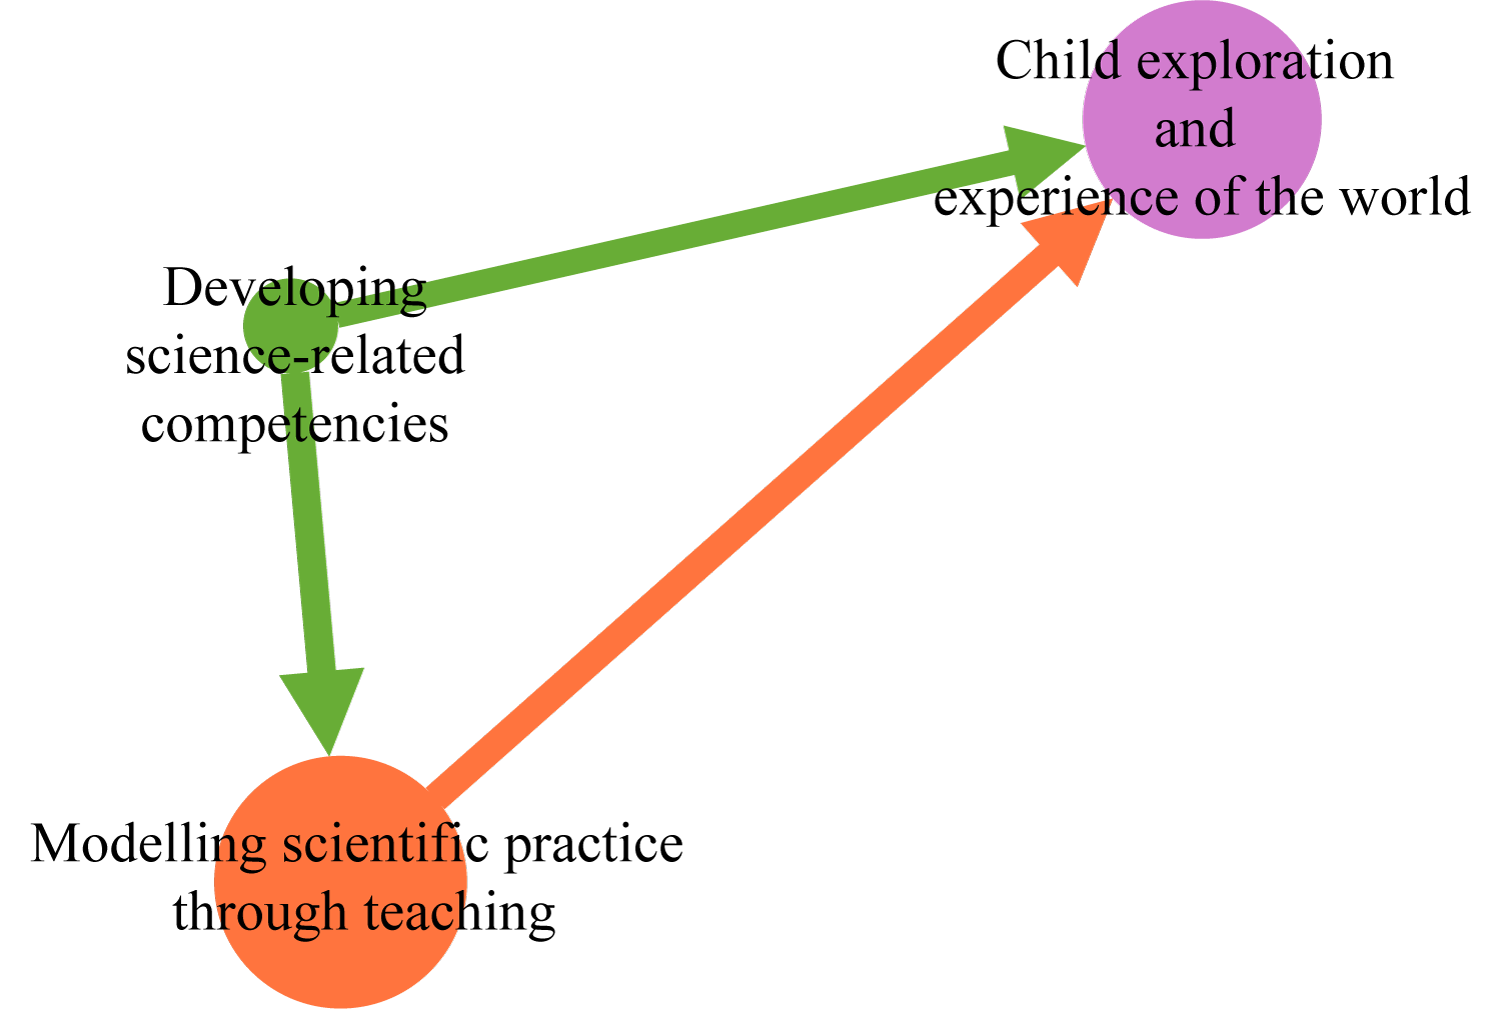 Child exploration
and
experience of the world
Developing
science-related
competencies
Modelling scientific practice
through teaching